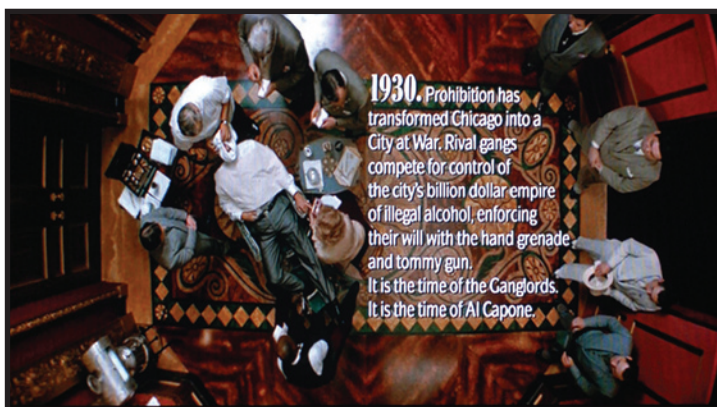 1930. Prohibition has
transformed Chicago into a
City at War. Rival gangs
compete for control of
the city's billion dollar empire
of illegal alcohol, enforcing
their will with the hand grenade
and tommy gun.
It is the time of the Ganglords.
It is the time of Al Capone.